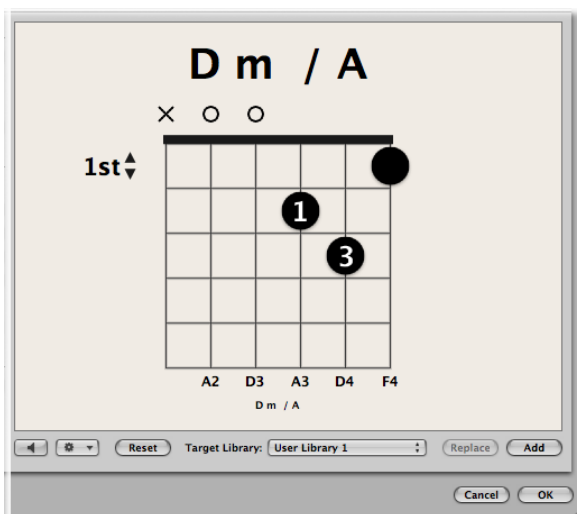 D m / A
1st
1
3
A2 D3 A3 D4 F4
D m / A
Reset Target Library: User Library 1 Replace Add
Cancel OK